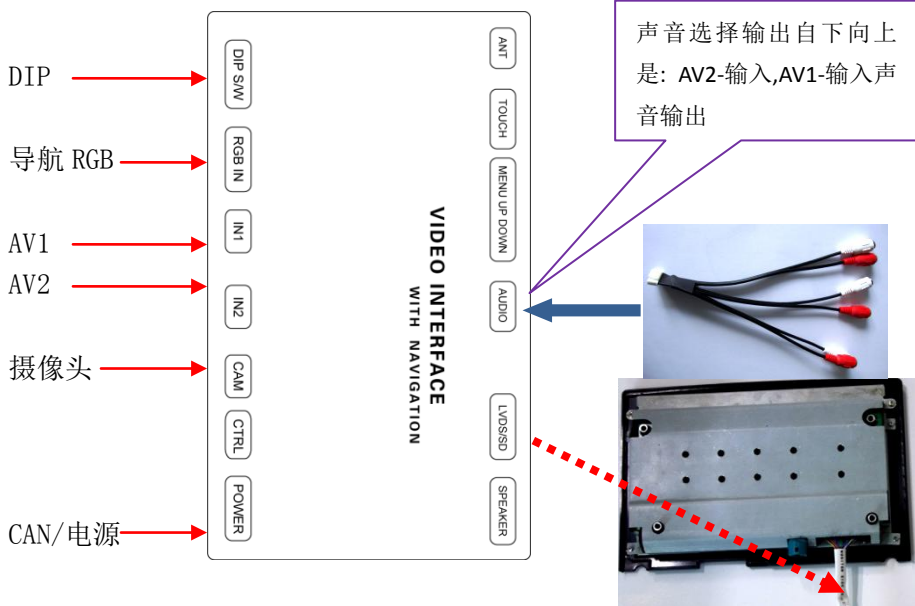 DIP
导航 RGB
AV1
AV2
摄像头
CAN/电源
DIP S/W
RGB IN
IN1
IN2
CAM
CTRL
POWER
VIDEO INTERFACE
WITH NAVIGATION
ANT
TOUCH
MENU UP DOWN
AUDIO
LVDS/SD
SPEAKER
声音选择输出自下向上
是: AV2-输入,AV1-输入声
音输出